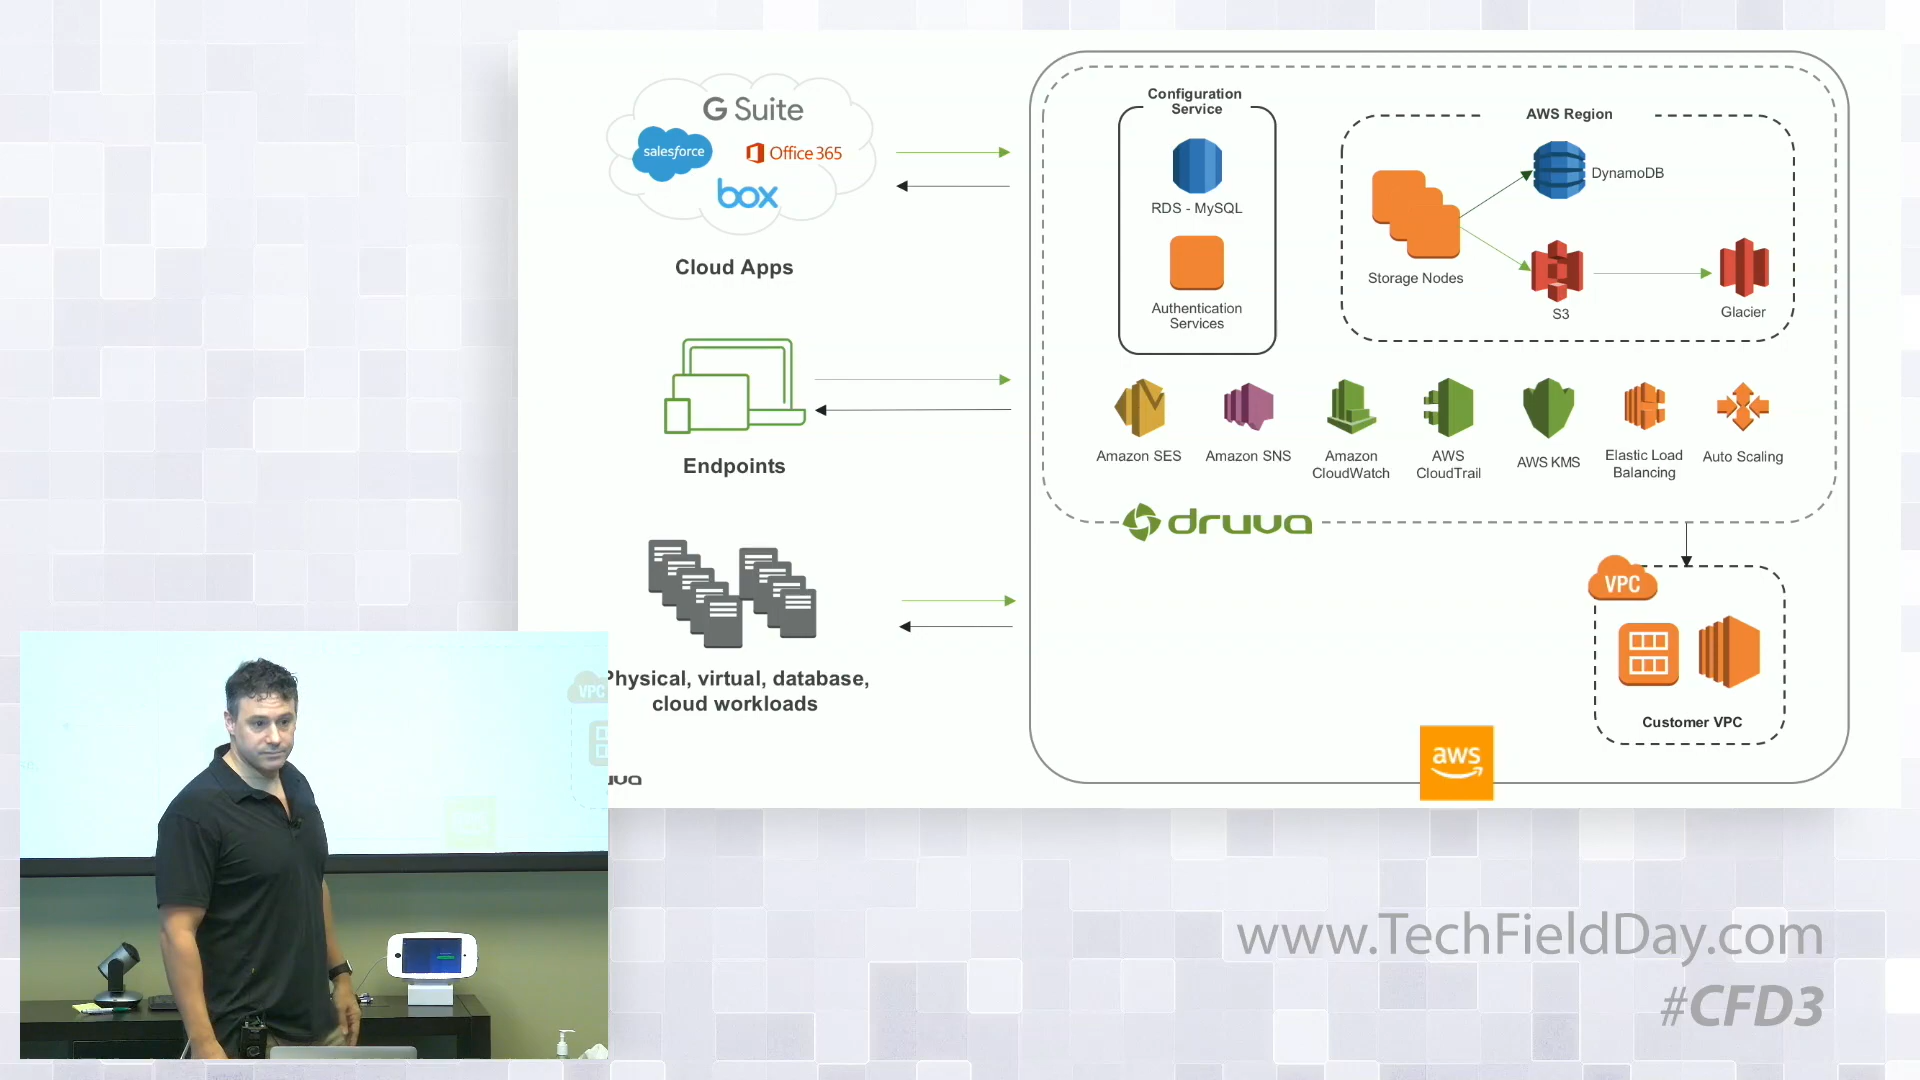 G Suite
salesforce
Office 365
box
Cloud Apps
Endpoints
Physical, virtual, database,
cloud workloads
Configuration
Service
RDS - MySQL
Authentication
Services
AWS Region
Storage Nodes
DynamoDB
S3
Glacier
Amazon SES
Amazon SNS
Amazon
CloudWatch
AWS
CloudTrail
AWS KMS
Elastic Load
Balancing
Auto Scaling
druva
VPC
Customer VPC
aws
VPC
www.TechFieldDay.com
#CFD3